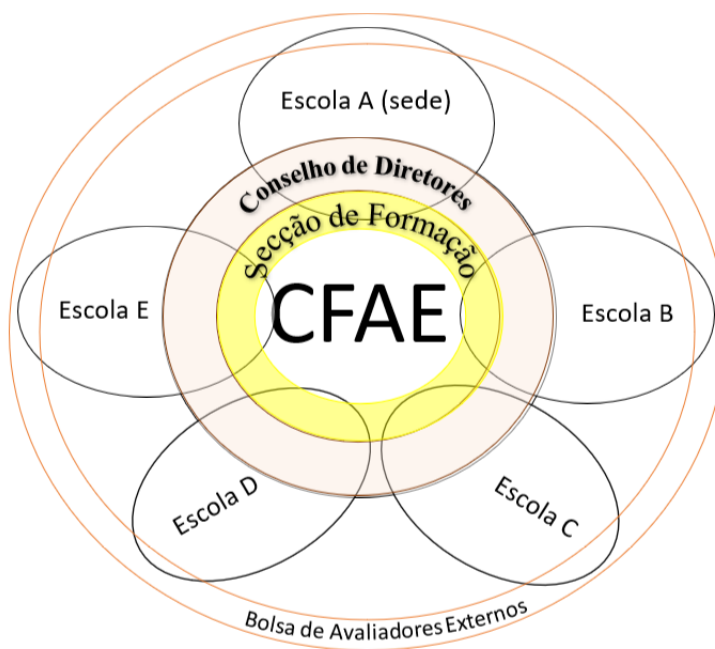 Escola A (sede)
Conselho de Diretores
Secção de Formação
CFAE
Escola E
Escola B
Escola D
Escola C
Bolsa de Avaliadores Externos